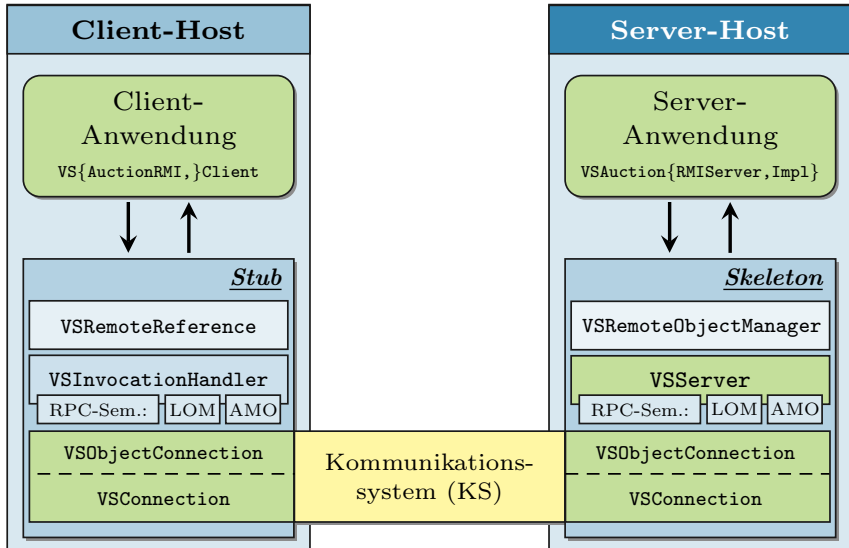 Client-Host
Client-
Anwendung
VS{AuctionRMI,}Client
Stub
VSRemoteReference
VSInvocationHandler
RPC-Sem.: LOM AMO
VSObjectConnection
VSConnection
Kommunikations-
system (KS)
Server-Host
Server-
Anwendung
VSAuction{RMIServer,Impl}
Skeleton
VSRemoteObjectManager
VSServer
RPC-Sem.: LOM AMO
VSObjectConnection
VSConnection